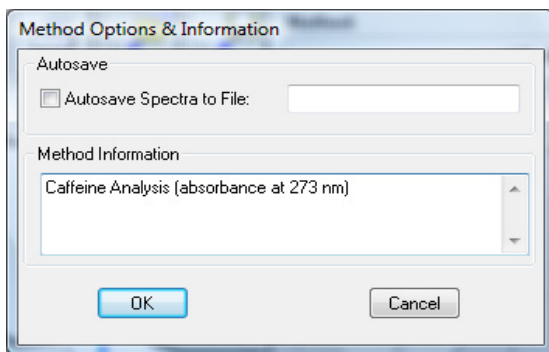 Method Options & Information
Autosave
Autosave Spectra to File:
Method Information
Caffeine Analysis (absorbance at 273 nm)
OK
Cancel